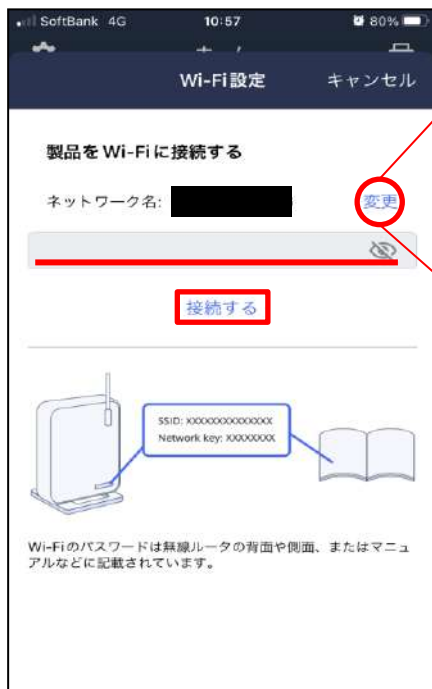 SoftBank 4G 10:57 80%
Wi-Fi設定 キャンセル
製品をWi-Fiに接続する
ネットワーク名: 変更
接続する
SSID: XXXXXXXXXXXXXX
Network key: XXXXXXXX
Wi-Fiのパスワードは無線ルータの背面や側面、またはマニュ
アルなどに記載されています。